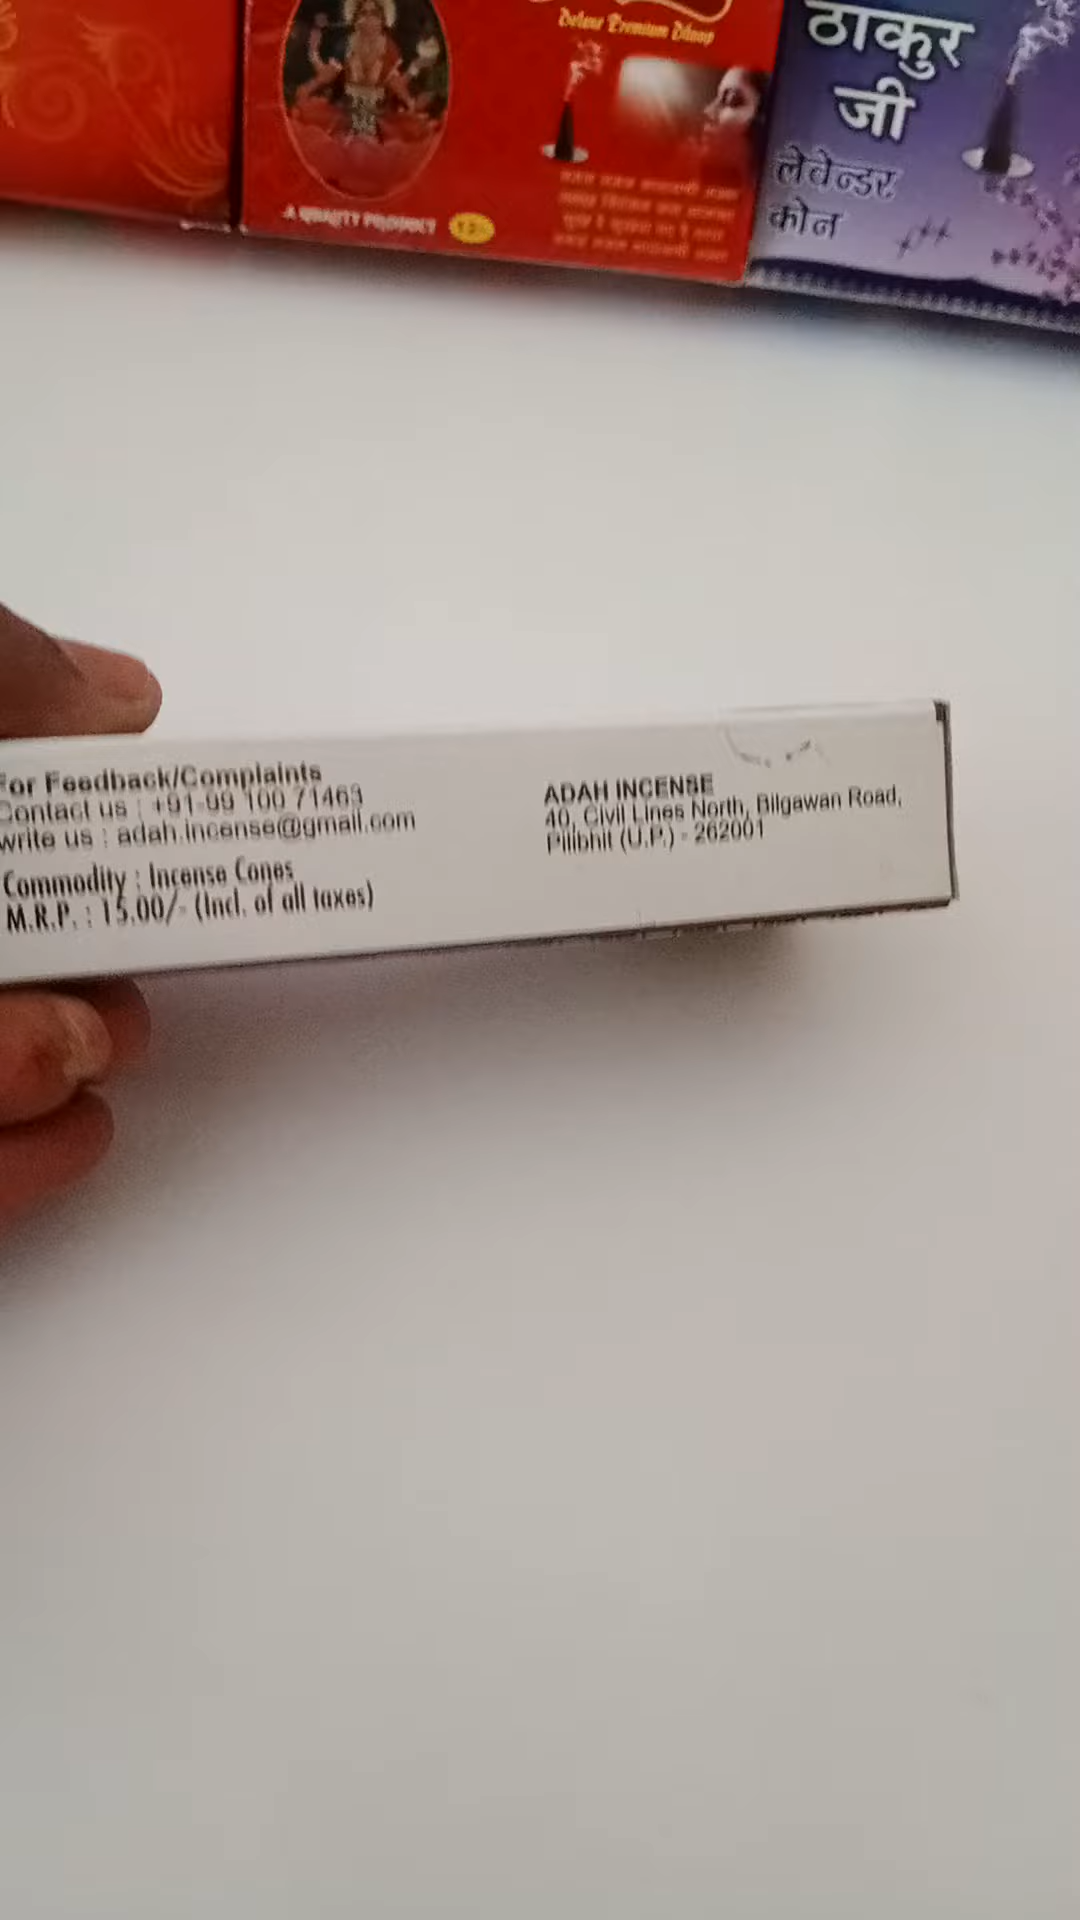 Deluxe Premium Dhoop
A QUALITY PRODUKT
ठाकुर
जी
लेवेन्डर
कोन
For Feedback/Complaints
Contact us : +91-99 100 71463
write us : adah.incense@gmail.com
Commodity : Incense Cones
M.R.P. : 15.00/- (Incl. of all taxes)
ADAH INCENSE
40, Civil Lines North, Bilgawan Road,
Pilibhit (U.P.) - 262001